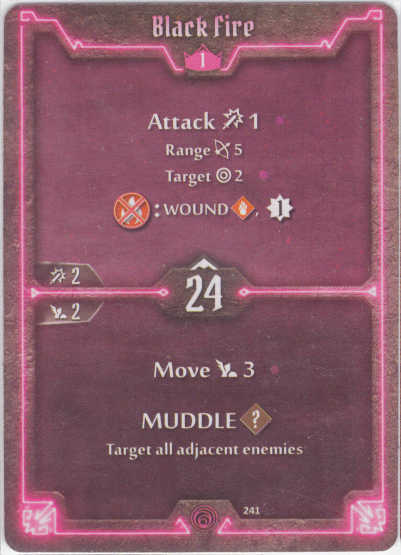 Black Fire
1
Attack 1
Range 5
Target 2
: WOUND , 1
2
24
2
Move 3
MUDDLE ?
Target all adjacent enemies
241